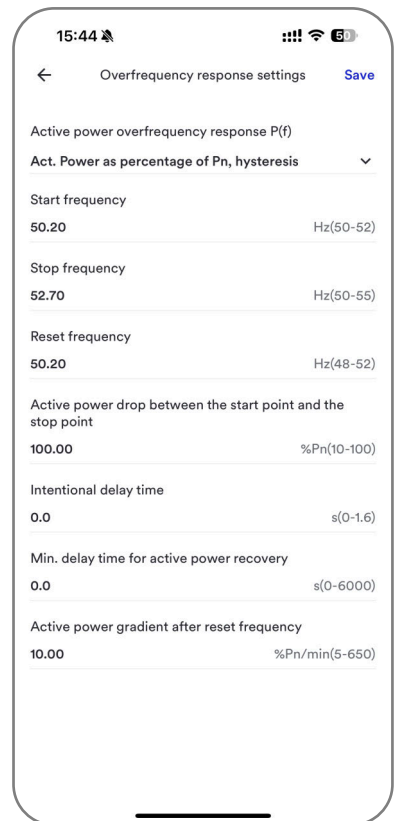 15:44
50
Overfrequency response settings Save
Active power overfrequency response P(f)
Act. Power as percentage of Pn, hysteresis
Start frequency
50.20 Hz(50-52)
Stop frequency
52.70 Hz(50-55)
Reset frequency
50.20 Hz(48-52)
Active power drop between the start point and the
stop point
100.00 %Pn(10-100)
Intentional delay time
0.0 s(0-1.6)
Min. delay time for active power recovery
0.0 s(0-6000)
Active power gradient after reset frequency
10.00 %Pn/min(5-650)